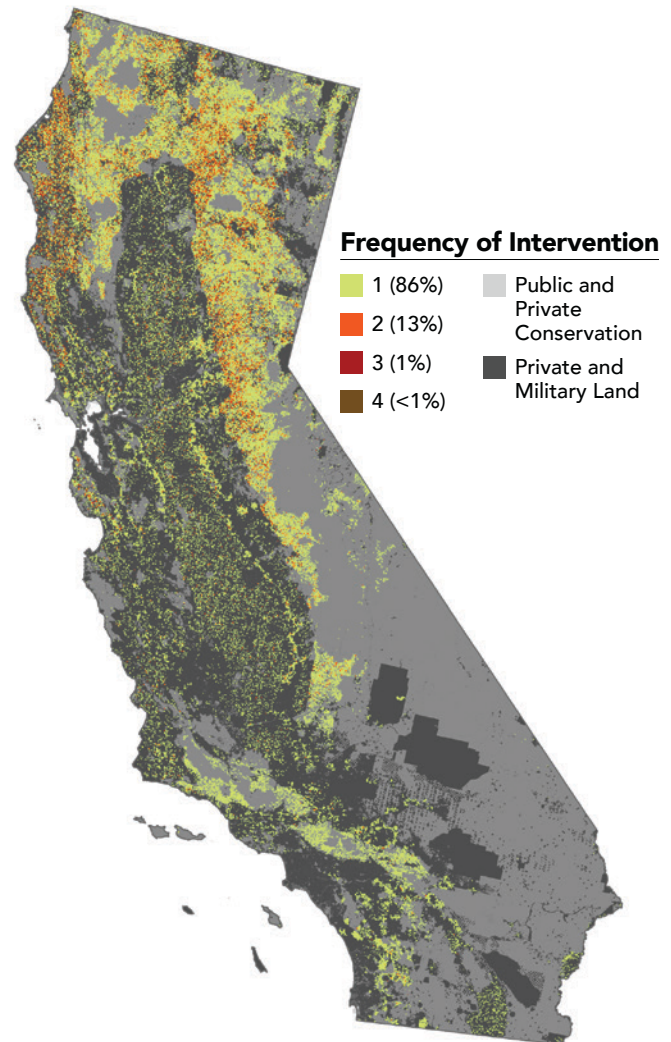 Frequency of Intervention
1 (86%)
2 (13%)
3 (1%)
4 (<1%)
Public and
Private
Conservation
Private and
Military Land